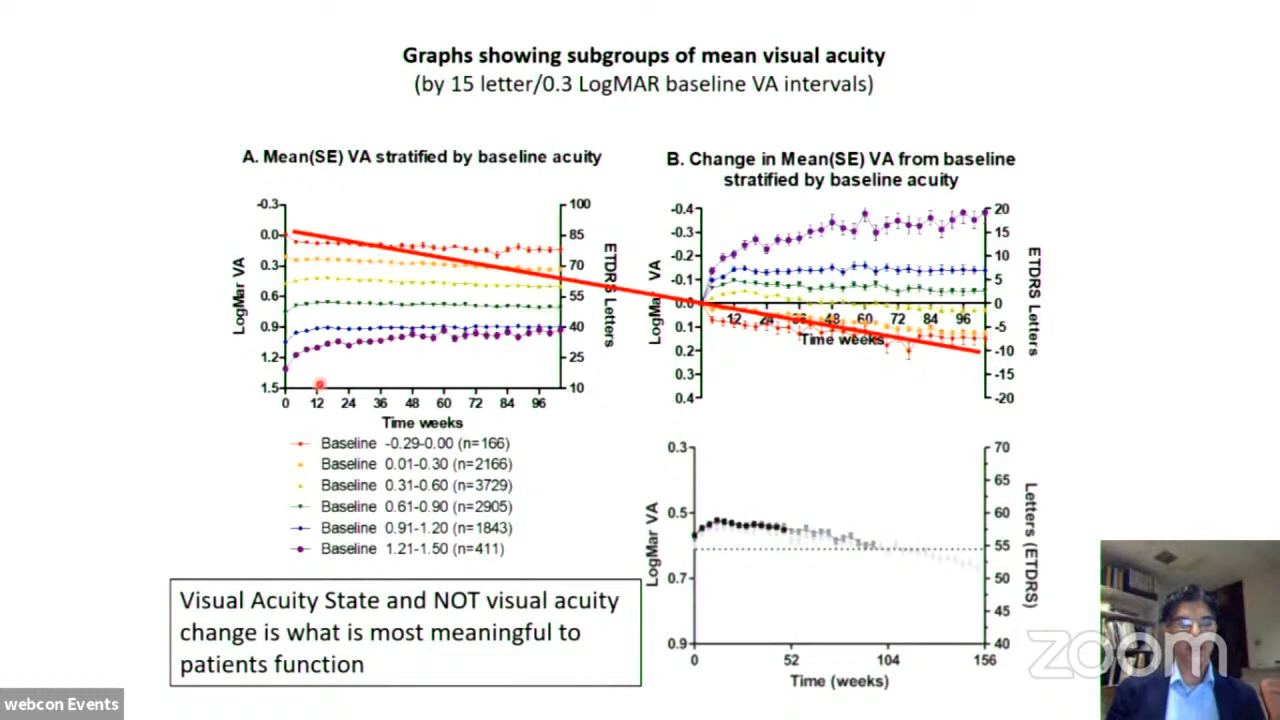 Graphs showing subgroups of mean visual acuity
(by 15 letter/0.3 LogMAR baseline VA intervals)
A. Mean(SE) VA stratified by baseline acuity
-0.3
0.0
0.3
0.6
0.9
1.2
1.5
LogMar VA
100
85
70
55
40
25
10
ETDRS Letters
0 12 24 36 48 60 72 84 96
Time weeks
Baseline -0.29-0.00 (n=166)
Baseline 0.01-0.30 (n=2166)
Baseline 0.31-0.60 (n=3729)
Baseline 0.61-0.90 (n=2905)
Baseline 0.91-1.20 (n=1843)
Baseline 1.21-1.50 (n=411)
B. Change in Mean(SE) VA from baseline
stratified by baseline acuity
-0.4
-0.3
-0.2
-0.1
0.0
0.1
0.2
0.3
0.4
LogMar VA
20
15
10
5
0
-5
-10
-15
-20
ETDRS Letters
12 24 36 48 60 72 84 96
Time weeks
0.3
0.5
0.7
0.9
LogMar VA
70
65
60
55
50
45
40
Letters (ETDRS)
0 52 104 156
Time (weeks)
Visual Acuity State and NOT visual acuity
change is what is most meaningful to
patients function
zoom
webcon Events